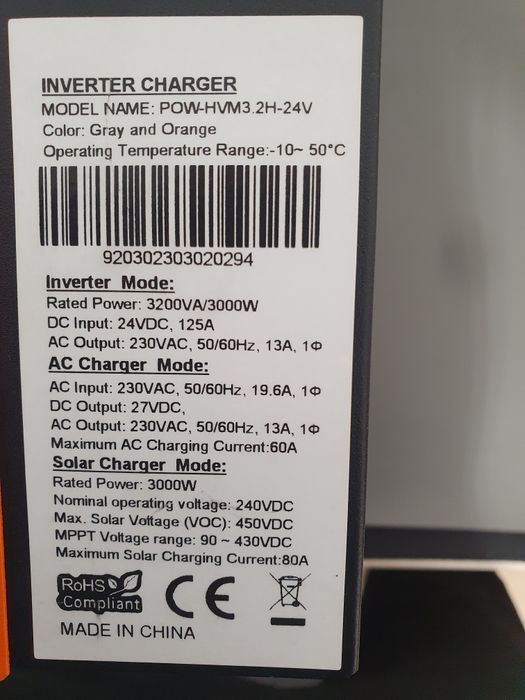 INVERTER CHARGER
MODEL NAME: POW-HVM3.2H-24V
Color: Gray and Orange
Operating Temperature Range:-10~ 50°C
920302303020294
Inverter Mode:
Rated Power: 3200VA/3000W
DC Input: 24VDC, 125A
AC Output: 230VAC, 50/60Hz, 13A, 1Φ
AC Charger Mode:
AC Input: 230VAC, 50/60Hz, 19.6A, 1Φ
DC Output: 27VDC,
AC Output: 230VAC, 50/60Hz, 13A, 1Φ
Maximum AC Charging Current:60A
Solar Charger Mode:
Rated Power: 3000W
Nominal operating voltage: 240VDC
Max. Solar Voltage (VOC): 450VDC
MPPT Voltage range: 90 ~ 430VDC
Maximum Solar Charging Current:80A
RoHS
Compliant
CE
MADE IN CHINA